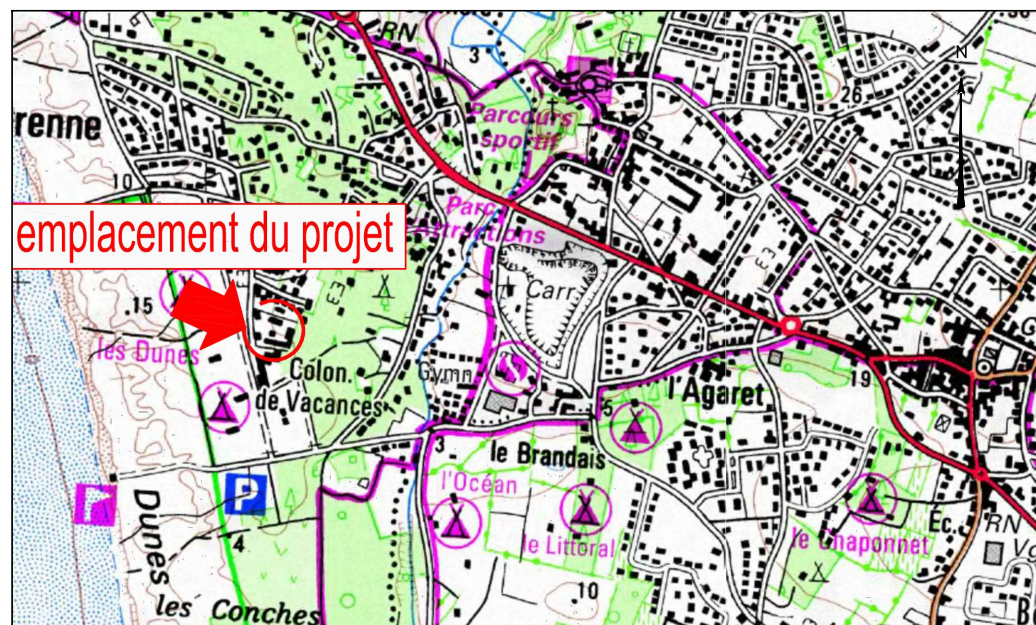 RN
3
renne
Parcours
sportif
26
N
10
Parc
Attractions
emplacement du projet
Carr.
.15
les Dunes
Colon.
de Vacances
Gymn
l'Agaret
19
5
3
le Brandais
l'Océan
P
le Littoral
le Chaponnet
Éc.
RN
4
Dunes
les Conches
.10